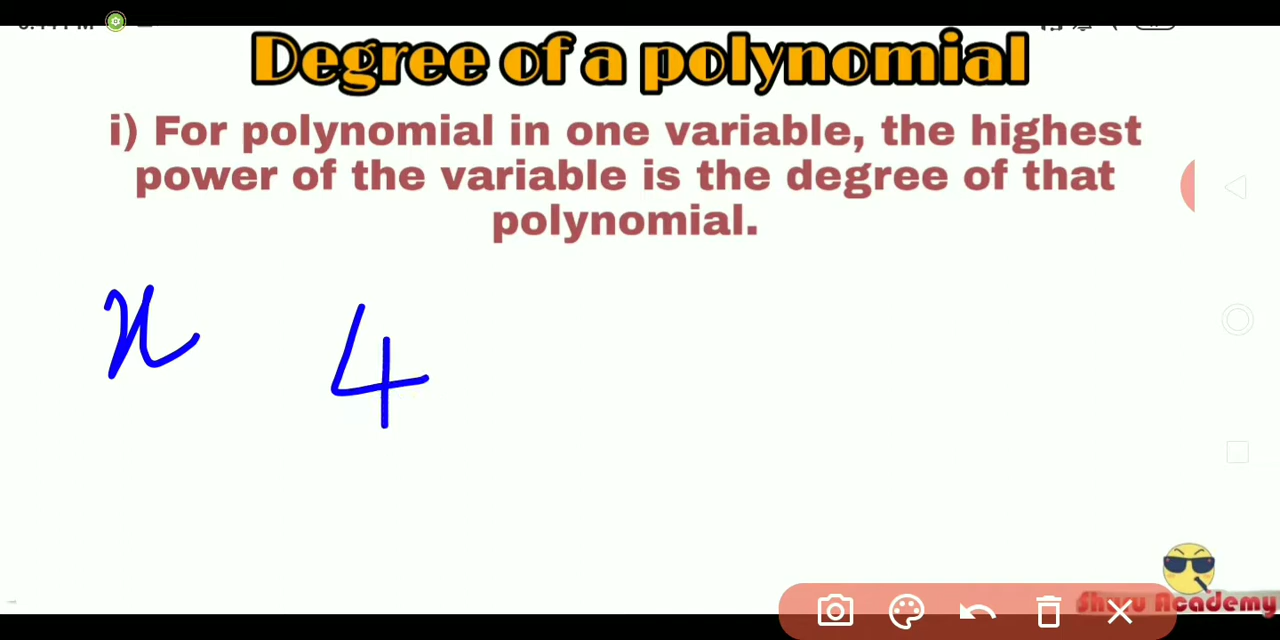 Degree of a polynomial
i) For polynomial in one variable, the highest
power of the variable is the degree of that
polynomial.
x 4
Academy